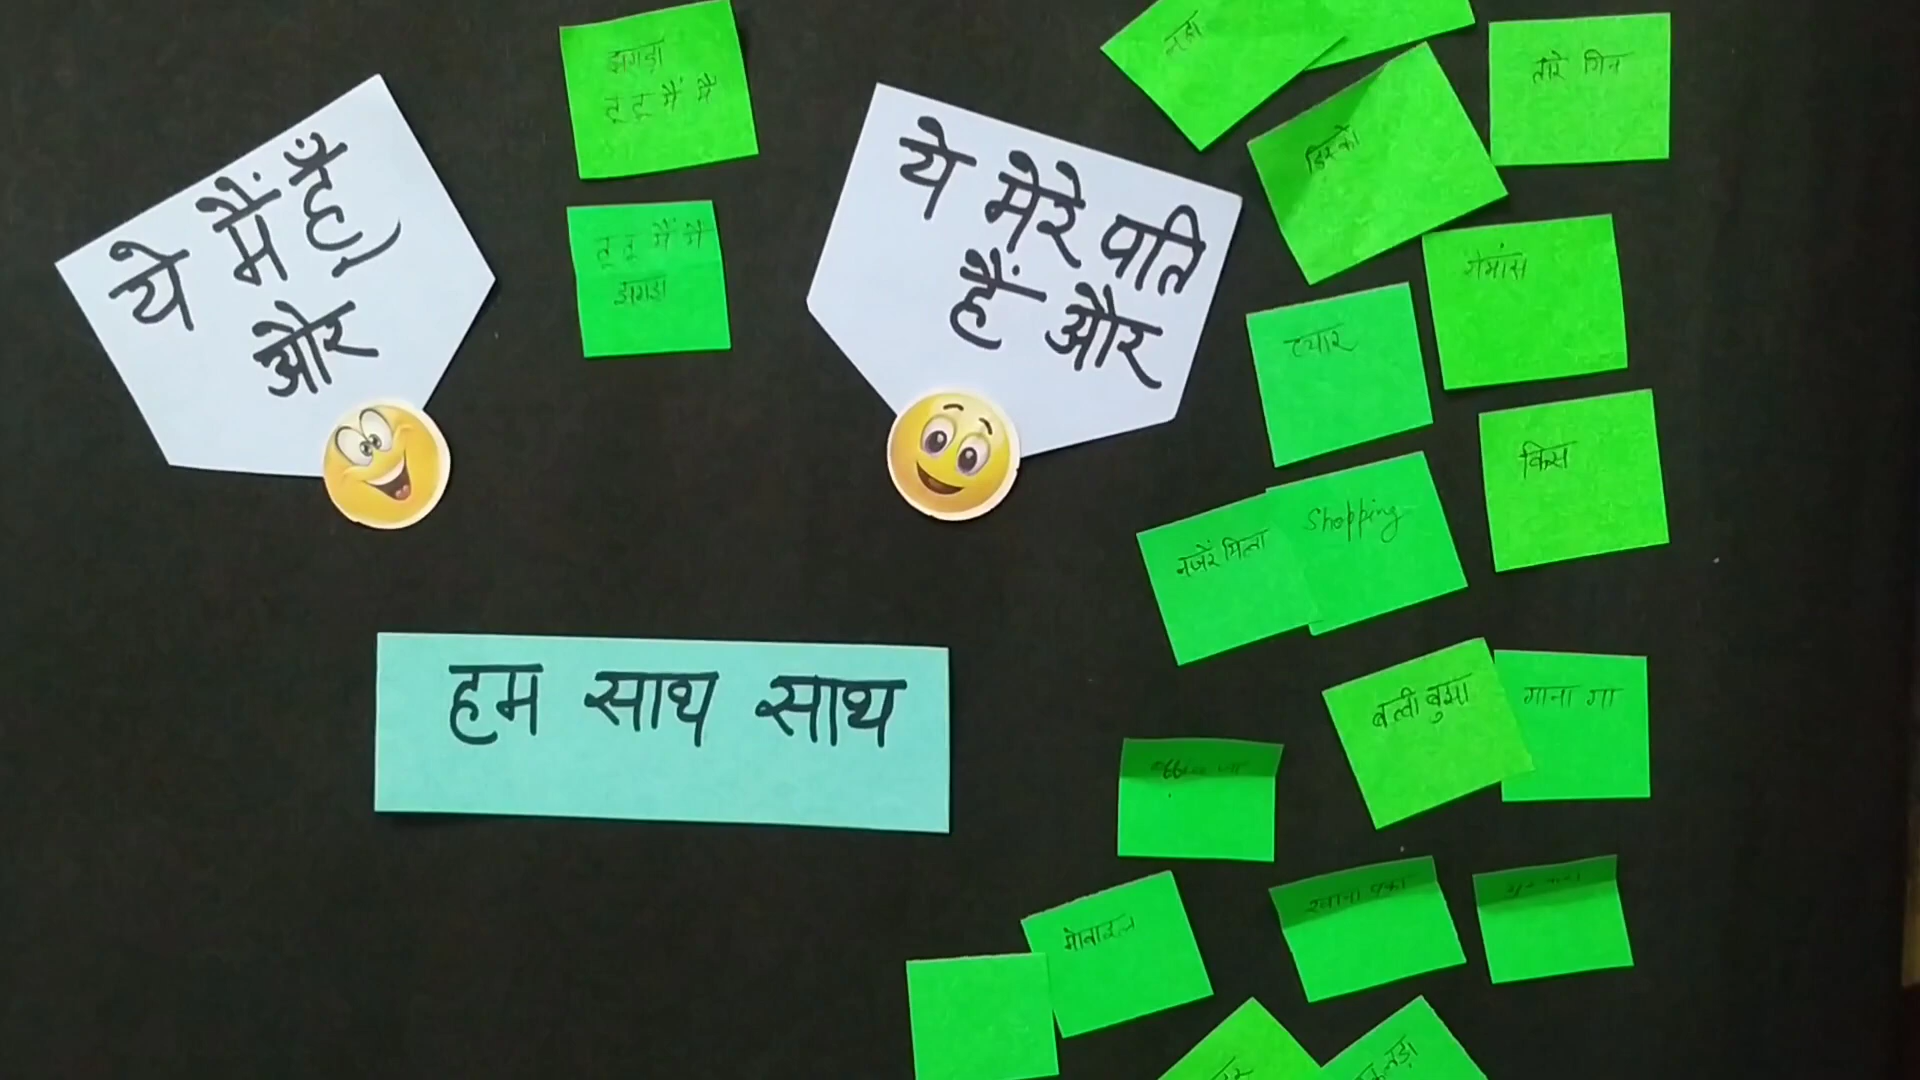 ये मैं हूँ
और
झगड़ा
तू तू मैं मैं
तू तू मैं मैं
झगड़ा
ये मेरे पति
हैं और
तारे गिन
डिस्को
रोमांस
प्यार
किस
Shopping
नजरें मिला
हम साथ साथ
बत्ती बुझा
गाना गा
खाना पका
मोबाइल